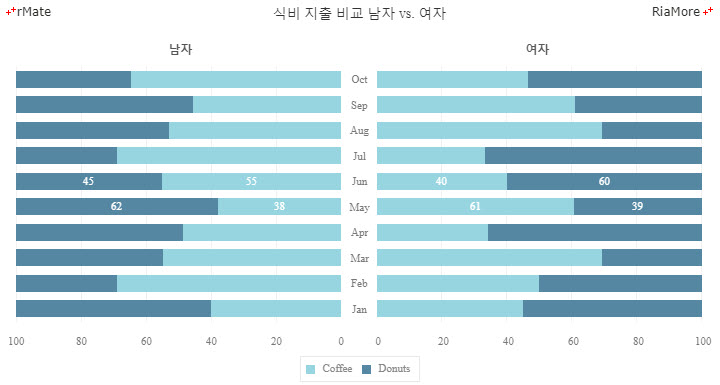 rMate
식비 지출 비교 남자 vs. 여자
RiaMore
남자
여자
Oct
Sep
Aug
Jul
45 55 Jun 40 60
62 38 May 61 39
Apr
Mar
Feb
Jan
100 80 60 40 20 0 0 20 40 60 80 100
Coffee Donuts